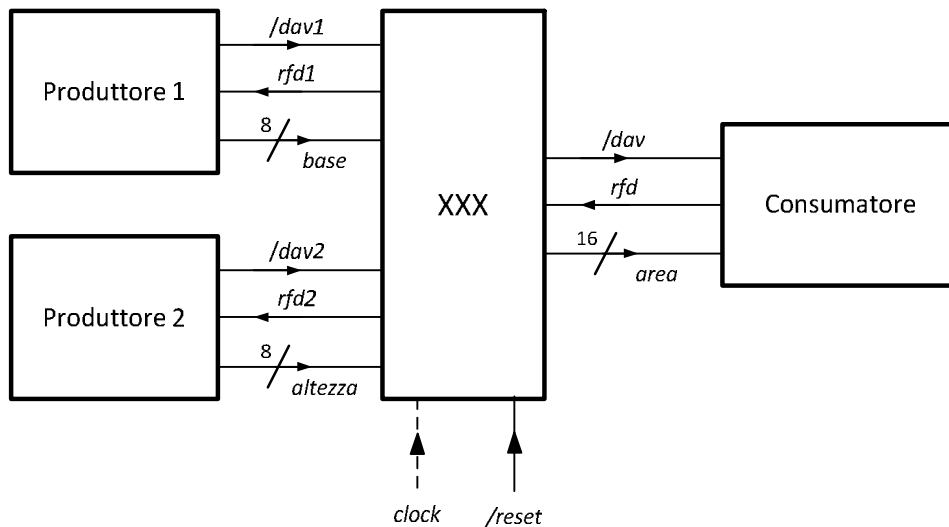 /dav1
rfd1
Produttore 1
8
base
/dav
XXX
rfd
Consumatore
16
area
/dav2
rfd2
Produttore 2
8
altezza
clock
/reset